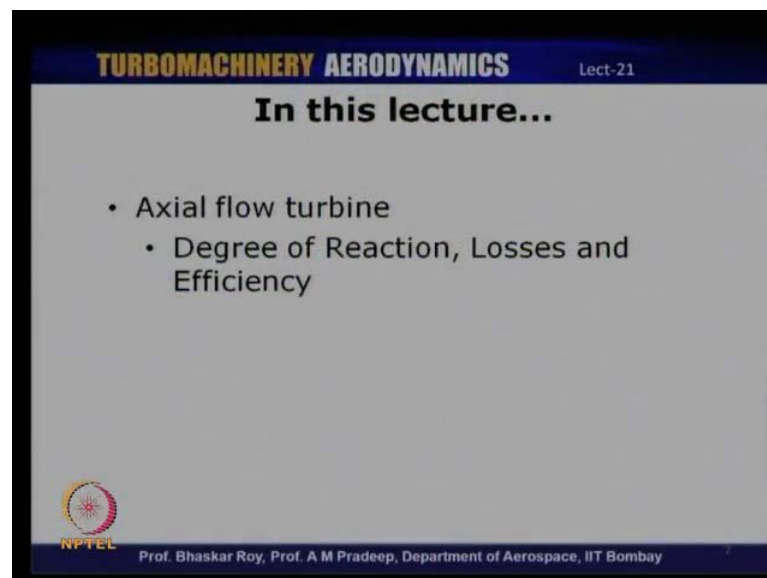 TURBOMACHINERY AERODYNAMICS Lect-21
In this lecture...
• Axial flow turbine
• Degree of Reaction, Losses and
Efficiency
NPTEL
Prof. Bhaskar Roy, Prof. A M Pradeep, Department of Aerospace, IIT Bombay